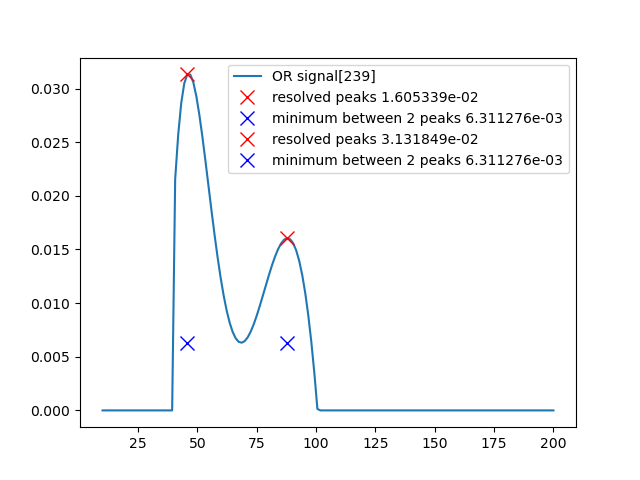 OR signal[239]
resolved peaks 1.605339e-02
minimum between 2 peaks 6.311276e-03
resolved peaks 3.131849e-02
minimum between 2 peaks 6.311276e-03
0.030
0.025
0.020
0.015
0.010
0.005
0.000
25 50 75 100 125 150 175 200